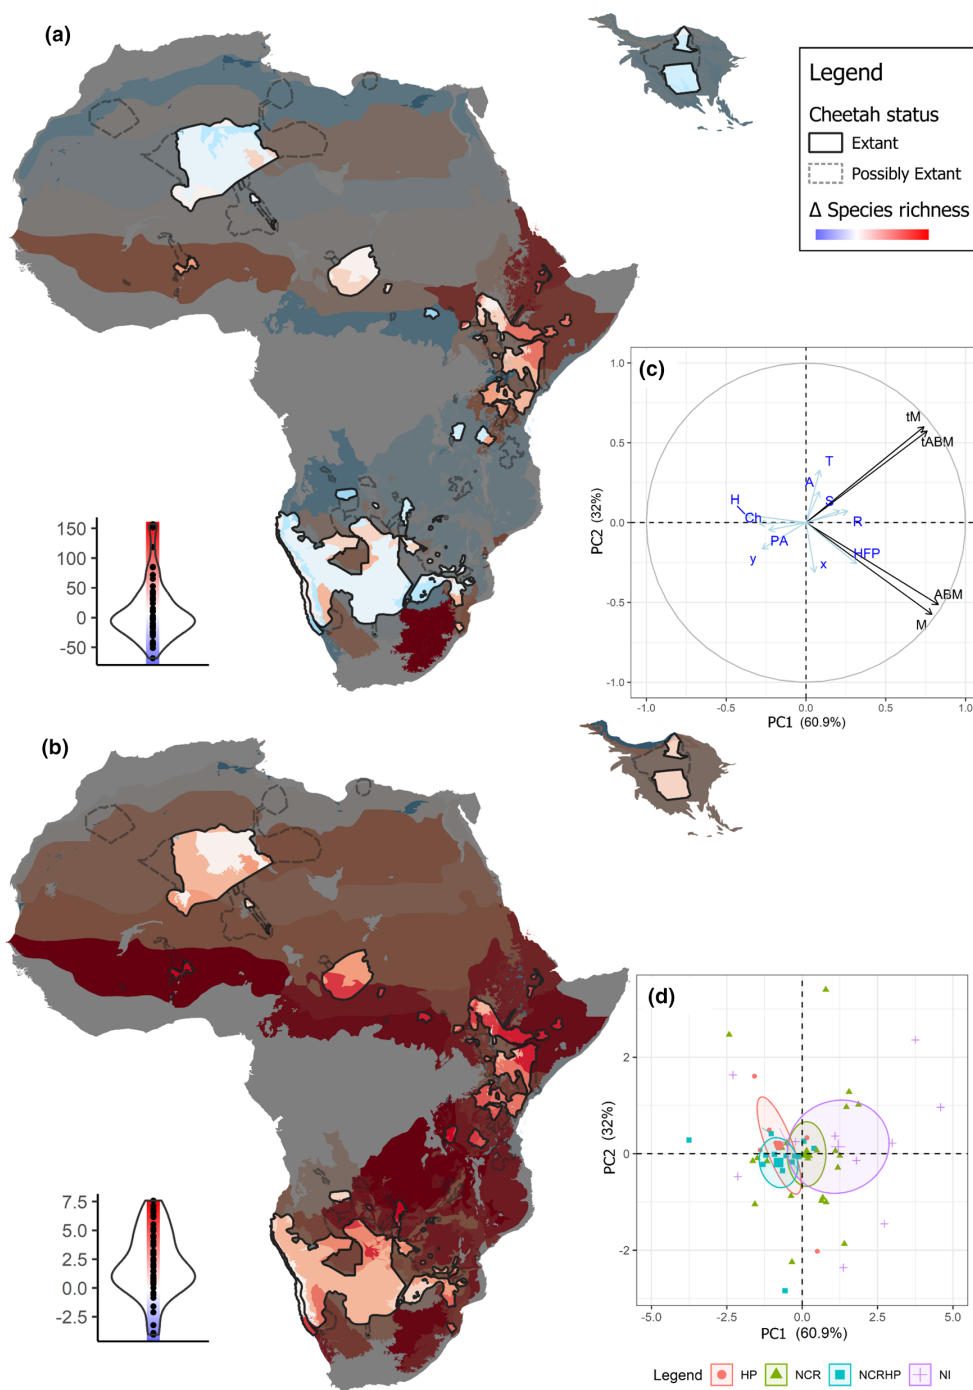 (a)
Legend
Cheetah status
Extant
Possibly Extant
Δ Species richness
150
100
50
0
-50
(c)
1.0
0.5
0.0
-0.5
-1.0
PC2 (32%)
tM
tABM
T
A
S
H
Ch
R
PA
HFP
y
x
ABM
M
-1.0
-0.5
0.0
0.5
1.0
PC1 (60.9%)
(b)
7.5
5.0
2.5
0.0
-2.5
(d)
2
0
-2
PC2 (32%)
-5.0
-2.5
0.0
2.5
5.0
PC1 (60.9%)
Legend HP NCR NCRHP NI